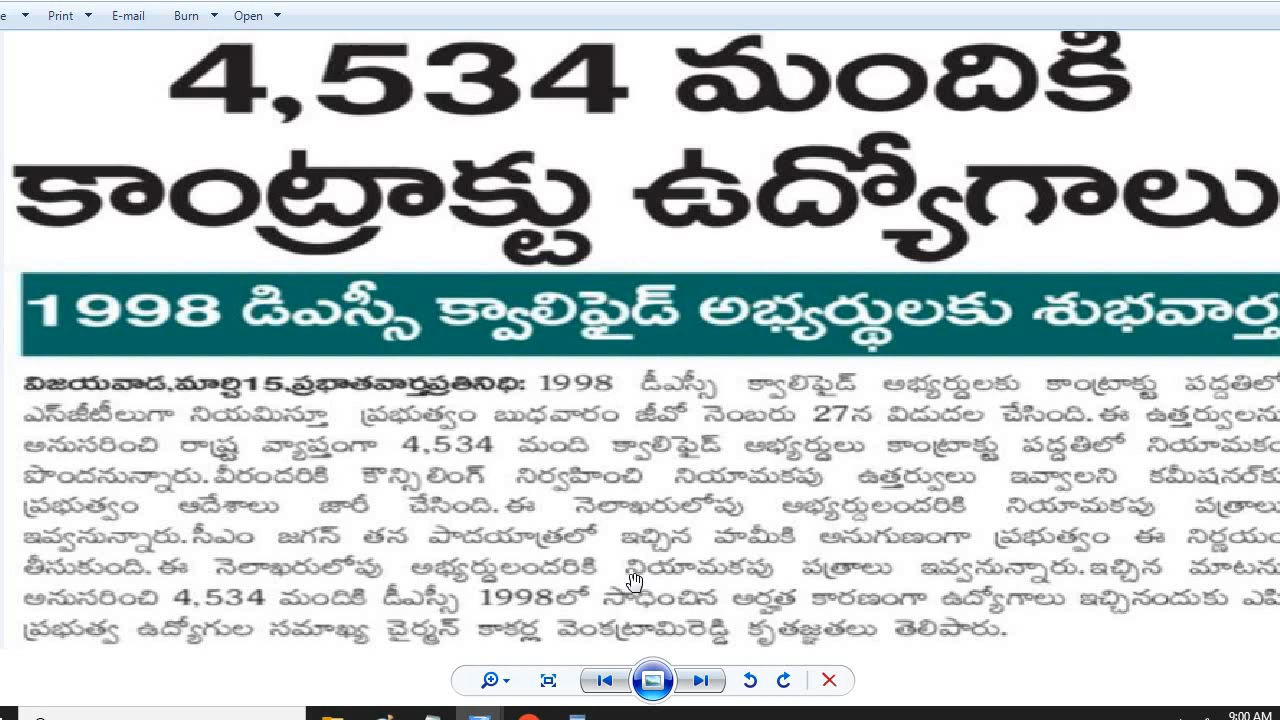 Print
E-mail
Burn
Open
4,534 మందికి
కాంట్రాక్టు ఉద్యోగాలు
1998 డిఎస్సీ క్వాలిఫైడ్ అభ్యర్థులకు శుభవార్త
విజయవాడ,మార్చి15,ప్రభాతవార్తప్రతినిధి: 1998 డీఎస్సీ క్వాలిఫైడ్ అభ్యర్దులకు కాంట్రాక్టు పద్దతిలో
ఎస్‌జీటీలుగా నియమిస్తూ ప్రభుత్వం బుధవారం జీవో నెంబరు 27న విడుదల చేసింది.ఈ ఉత్తర్వులను
అనుసరించి రాష్ట్ర వ్యాప్తంగా 4,534 మంది క్వాలిఫైడ్ అభ్యర్దులు కాంట్రాక్టు పద్దతిలో నియామకం
పొందనున్నారు.వీరందరికి కౌన్సిలింగ్ నిర్వహించి నియామకపు ఉత్తర్వులు ఇవ్వాలని కమీషనర్‌కు
ప్రభుత్వం ఆదేశాలు జారీ చేసింది.ఈ నెలాఖరులోపు అభ్యర్దులందరికి నియామకపు పత్రాలు
ఇవ్వనున్నారు.సీఎం జగన్ తన పాదయాత్రలో ఇచ్చిన హామీకి అనుగుణంగా ప్రభుత్వం ఈ నిర్ణయం
తీసుకుంది.ఈ నెలాఖరులోపు అభ్యర్దులందరికి నియామకపు పత్రాలు ఇవ్వనున్నారు.ఇచ్చిన మాటను
అనుసరించి 4,534 మందికి డీఎస్సీ 1998లో సాధించిన అర్హత కారణంగా ఉద్యోగాలు ఇచ్చినందుకు ఎపి
ప్రభుత్వ ఉద్యోగుల సమాఖ్య చైర్మన్ కాకర్ల వెంకట్రామిరెడ్డి కృతజ్ఞతలు తెలిపారు.
9:00 AM